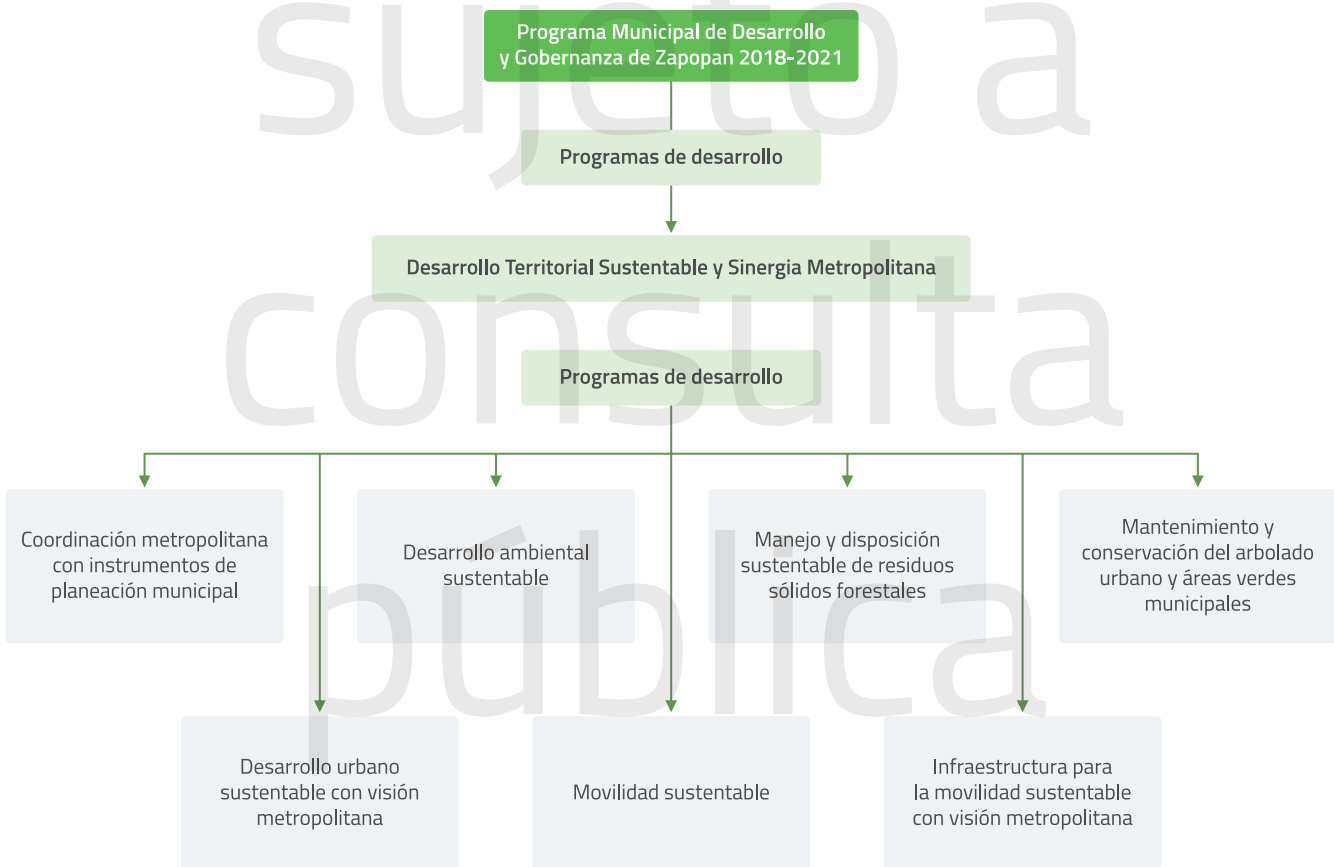 Programa Municipal de Desarrollo
y Gobernanza de Zapopan 2018-2021
sujeto a
Programas de desarrollo
Desarrollo Territorial Sustentable y Sinergia Metropolitana
consulta
Programas de desarrollo
Coordinación metropolitana
con instrumentos de
planeación municipal
Desarrollo ambiental
sustentable
Manejo y disposición
sustentable de residuos
sólidos forestales
Mantenimiento y
conservación del arbolado
urbano y áreas verdes
municipales
pública
Desarrollo urbano
sustentable con visión
metropolitana
Movilidad sustentable
Infraestructura para
la movilidad sustentable
con visión metropolitana